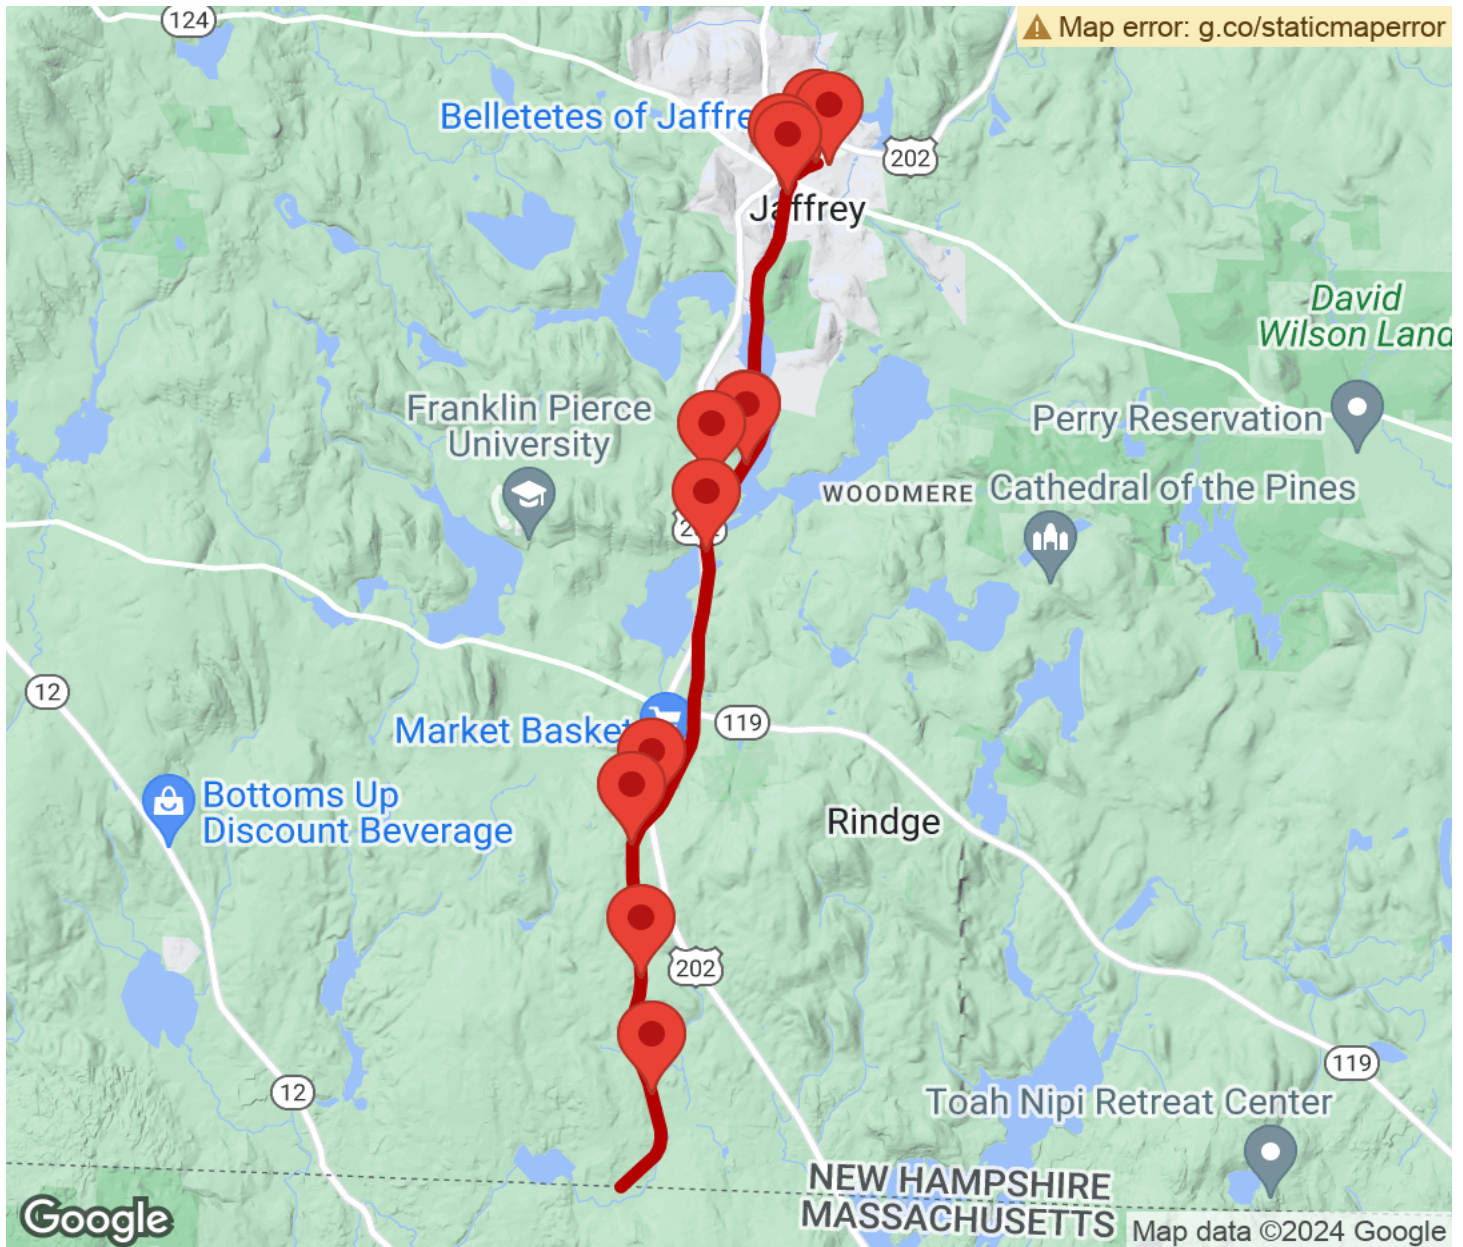 124
Map error: g.co/staticmaperror
Belletetes of Jaffre
202
Jaffrey
David
Wilson Land
Franklin Pierce
University
Perry Reservation
WOODMERE
Cathedral of the Pines
12
Market Basket
119
Bottoms Up
Discount Beverage
Rindge
202
119
12
Toah Nipi Retreat Center
NEW HAMPSHIRE
MASSACHUSETTS
Google
Map data ©2024 Google